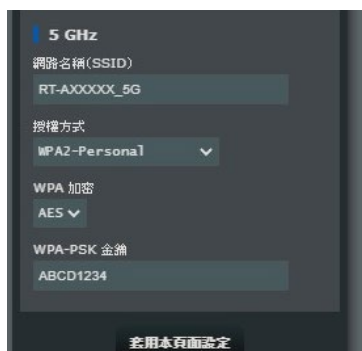 5 GHz
網路名稱(SSID)
RT-AXXXXX_5G
授權方式
WPA2-Personal
WPA 加密
AES
WPA-PSK 金鑰
ABCD1234
套用本頁面設定